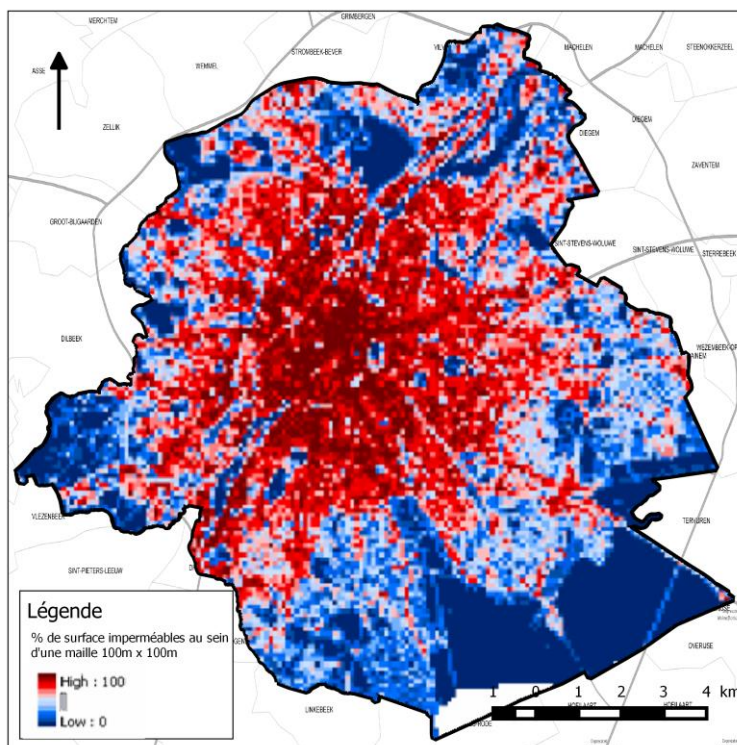 MERCHTEM
GRIMBERGEN
ASSE
WEMMEL
STROMBEEK-BEVER
MACHELEN
MACHELEN
STEENOKKERZEEL
ZELLIK
DIEGEM
DIEGEM
ZAVENTEM
GROOT-BIJGAARDEN
SINT-STEVENS-WOLUWE
SINT-STEVENS-WOLUWE
STERREBEEK
DILBEEK
VLEZENBEEK
TERVUREN
SINT-PIETERS-LEEUW
OVERIJSE
LINKEBEEK
HOEILAART
HOEILAART
Légende
% de surface imperméables au sein
d'une maille 100m x 100m
High : 100
Low : 0
1 0 1 2 3 4 km